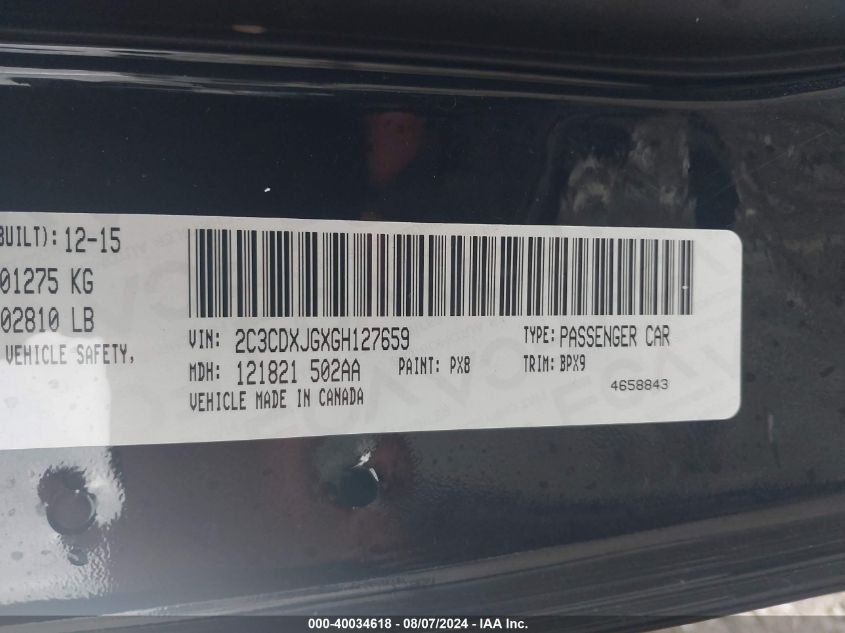 BUILT): 12-15
01275 KG
02810 LB
VEHICLE SAFETY,
VIN: 2C3CDXJGXGH127659
TYPE: PASSENGER CAR
MDH: 121821 502AA
PAINT: PX8
TRIM: BPX9
VEHICLE MADE IN CANADA
4658843
000-40034618 - 08/07/2024 - IAA Inc.